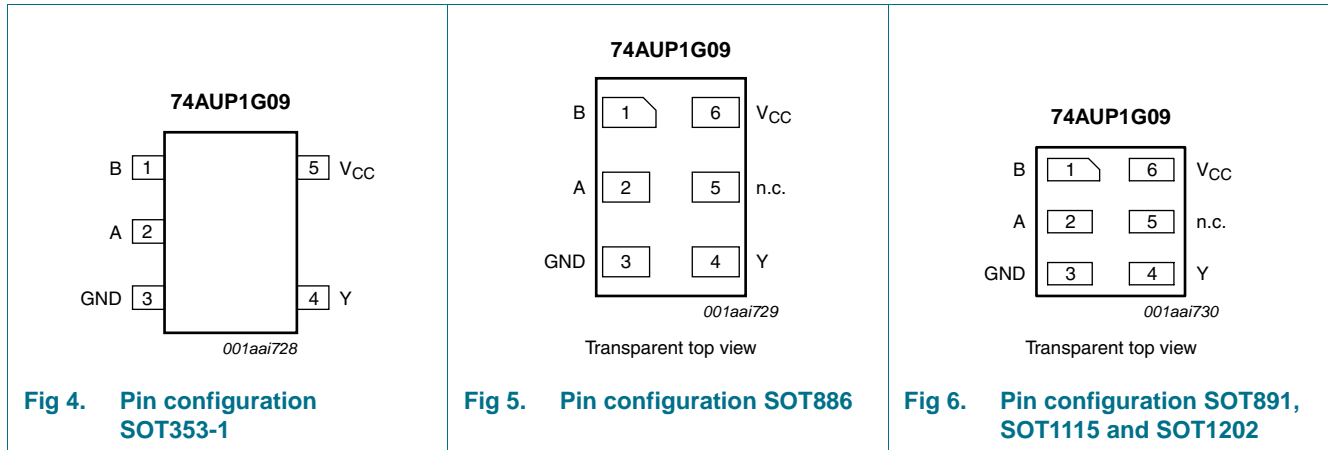 74AUP1G09
B 1
5 VCC
A 2
GND 3
4 Y
001aai728
Fig 4. Pin configuration
SOT353-1
74AUP1G09
B 1 6 VCC
A 2 5 n.c.
GND 3 4 Y
001aai729
Transparent top view
Fig 5. Pin configuration SOT886
74AUP1G09
B 1 6 VCC
A 2 5 n.c.
GND 3 4 Y
001aai730
Transparent top view
Fig 6. Pin configuration SOT891,
SOT1115 and SOT1202